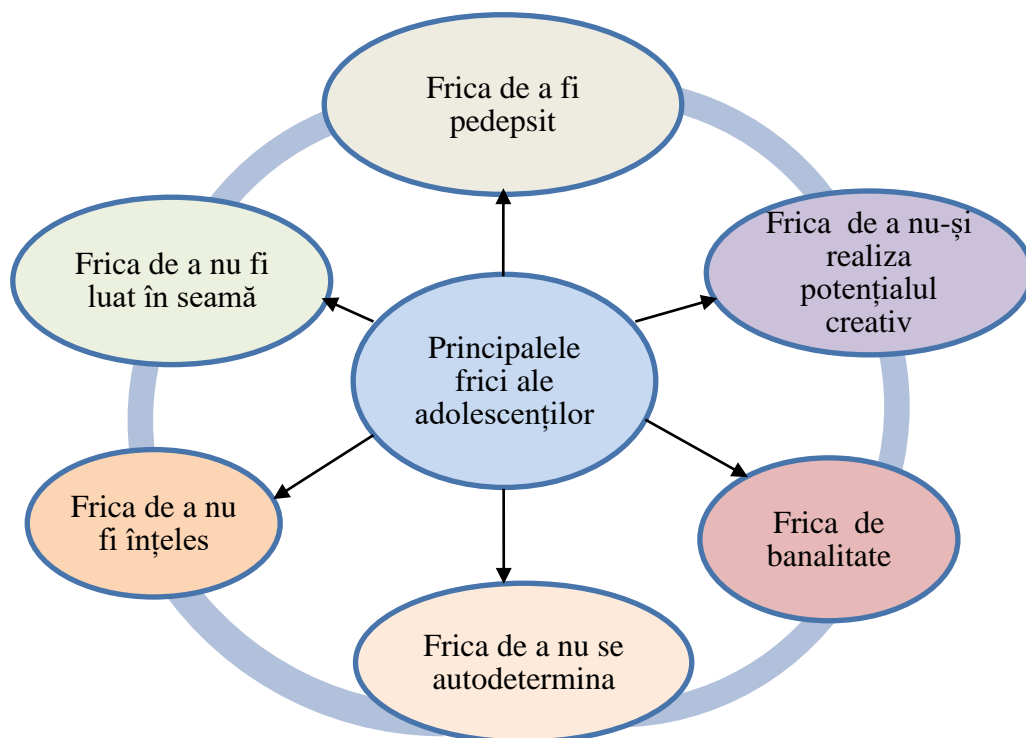 Frica de a fi
pedepsit
Frica de a nu-și
realiza
potențialul
creativ
Frica de a nu fi
luat în seamă
Principalele
frici ale
adolescenților
Frica de a nu
fi înțeles
Frica de
banalitate
Frica de a nu se
autodetermina